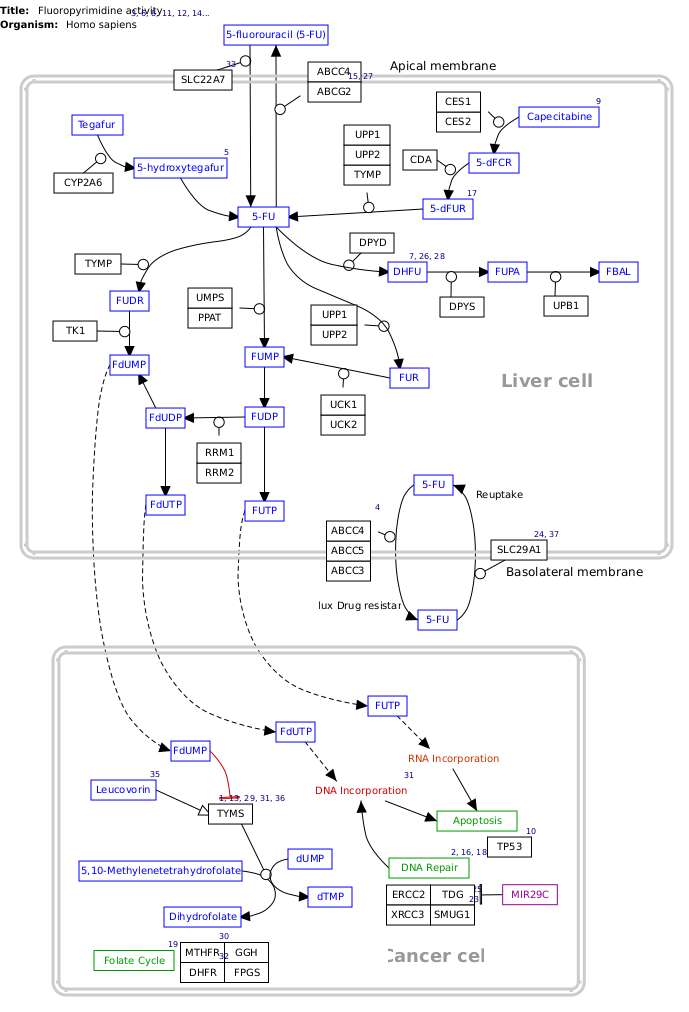 Title: Fluoropyrimidine activity
Organism: Homo sapiens
5-fluorouracil (5-FU)
33
SLC22A7
ABCC4
15, 27
ABCG2
Apical membrane
CES1
CES2
9
Capecitabine
Tegafur
5
5-hydroxytegafur
CYP2A6
UPP1
UPP2
TYMP
CDA
5-dFCR
17
5-dFUR
5-FU
DPYD
7, 26, 28
DHFU
FUPA
FBAL
DPYS
UPB1
TYMP
FUDR
UMPS
PPAT
UPP1
UPP2
TK1
FdUMP
FUMP
FUR
Liver cell
UCK1
UCK2
FdUDP
FUDP
RRM1
RRM2
FdUTP
FUTP
5-FU
Reuptake
4
ABCC4
ABCC5
ABCC3
24, 37
SLC29A1
Basolateral membrane
lux Drug resistar
5-FU
FUTP
FdUTP
FdUMP
RNA Incorporation
31
DNA Incorporation
35
Leucovorin
1, 13, 29, 31, 36
TYMS
Apoptosis
10
TP53
2, 16, 18
DNA Repair
5,10-Methylenetetrahydrofolate
dUMP
dTMP
Dihydrofolate
ERCC2
TDG
XRCC3
SMUG1
23
MIR29C
19
Folate Cycle
30
MTHFR
GGH
32
DHFR
FPGS
Cancer cel